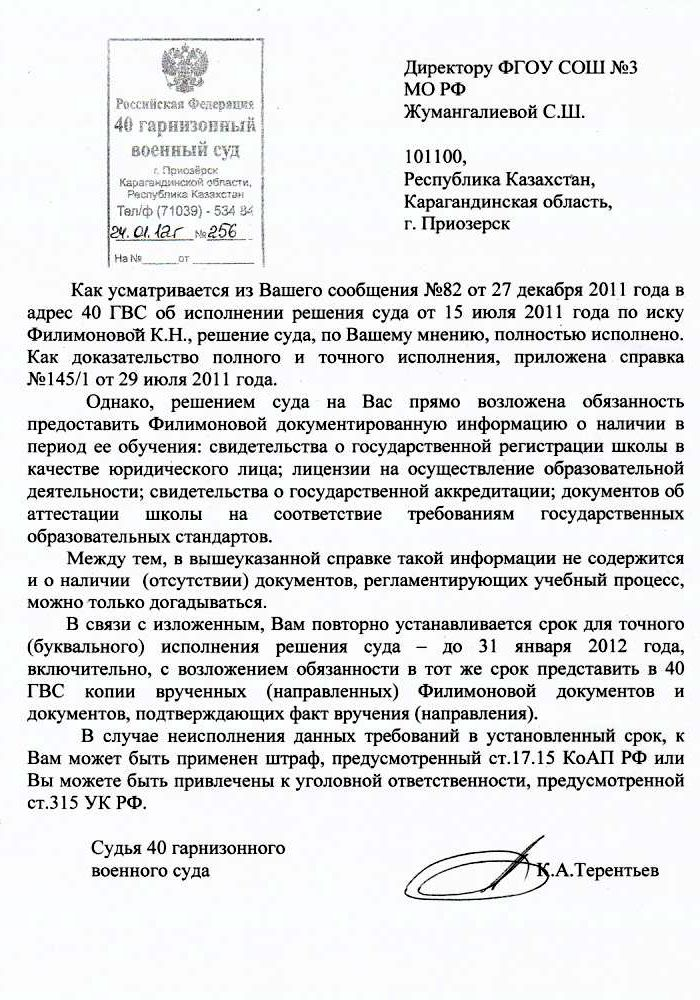 Российская Федерация
40 гарнизонный
военный суд
г. Приозёрск
Карагандинской области,
Республика Казахстан
Тел/ф (71039) - 534 84
24.01.12г №256
На №______ от ________
Директору ФГОУ СОШ №3
МО РФ
Жумангалиевой С.Ш.
101100,
Республика Казахстан,
Карагандинская область,
г. Приозерск
Как усматривается из Вашего сообщения №82 от 27 декабря 2011 года в
адрес 40 ГВС об исполнении решения суда от 15 июля 2011 года по иску
Филимоновой К.Н., решение суда, по Вашему мнению, полностью исполнено.
Как доказательство полного и точного исполнения, приложена справка
№145/1 от 29 июля 2011 года.
Однако, решением суда на Вас прямо возложена обязанность
предоставить Филимоновой документированную информацию о наличии в
период ее обучения: свидетельства о государственной регистрации школы в
качестве юридического лица; лицензии на осуществление образовательной
деятельности; свидетельства о государственной аккредитации; документов об
аттестации школы на соответствие требованиям государственных
образовательных стандартов.
Между тем, в вышеуказанной справке такой информации не содержится
и о наличии (отсутствии) документов, регламентирующих учебный процесс,
можно только догадываться.
В связи с изложенным, Вам повторно устанавливается срок для точного
(буквального) исполнения решения суда – до 31 января 2012 года,
включительно, с возложением обязанности в тот же срок представить в 40
ГВС копии врученных (направленных) Филимоновой документов и
документов, подтверждающих факт вручения (направления).
В случае неисполнения данных требований в установленный срок, к
Вам может быть применен штраф, предусмотренный ст.17.15 КоАП РФ или
Вы можете быть привлечены к уголовной ответственности, предусмотренной
ст.315 УК РФ.
Судья 40 гарнизонного
военного суда
К.А.Терентьев